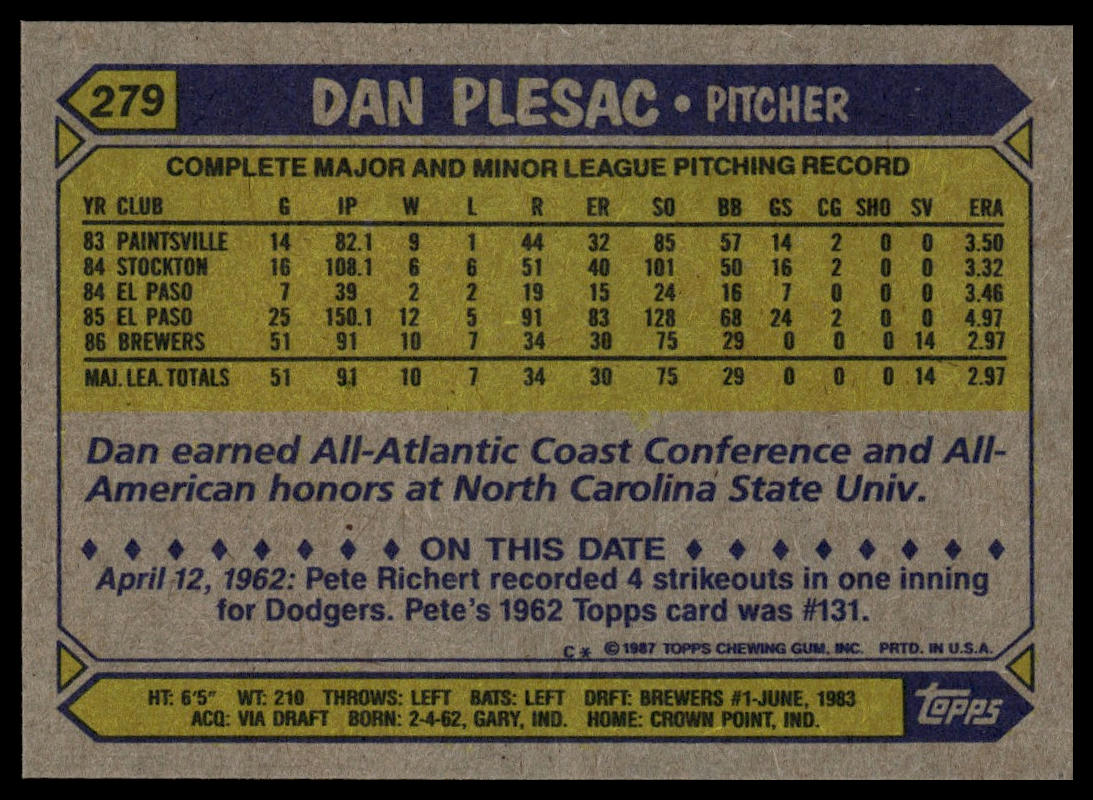 279 DAN PLESAC • PITCHER
COMPLETE MAJOR AND MINOR LEAGUE PITCHING RECORD
YR CLUB G IP W L R ER SO BB GS CG SHO SV ERA
83 PAINTSVILLE 14 82.1 9 1 44 32 85 57 14 2 0 0 3.50
84 STOCKTON 16 108.1 6 6 51 40 101 50 16 2 0 0 3.32
84 EL PASO 7 39 2 2 19 15 24 16 7 0 0 0 3.46
85 EL PASO 25 150.1 12 5 91 83 128 68 24 2 0 0 4.97
86 BREWERS 51 91 10 7 34 30 75 29 0 0 0 14 2.97
MAJ. LEA. TOTALS 51 91 10 7 34 30 75 29 0 0 0 14 2.97
Dan earned All-Atlantic Coast Conference and All-
American honors at North Carolina State Univ.
ON THIS DATE
April 12, 1962: Pete Richert recorded 4 strikeouts in one inning
for Dodgers. Pete's 1962 Topps card was #131.
C* © 1987 TOPPS CHEWING GUM, INC. PRTD. IN U.S.A.
HT: 6'5" WT: 210 THROWS: LEFT BATS: LEFT DRFT: BREWERS #1-JUNE, 1983
ACQ: VIA DRAFT BORN: 2-4-62, GARY, IND. HOME: CROWN POINT, IND.
topps